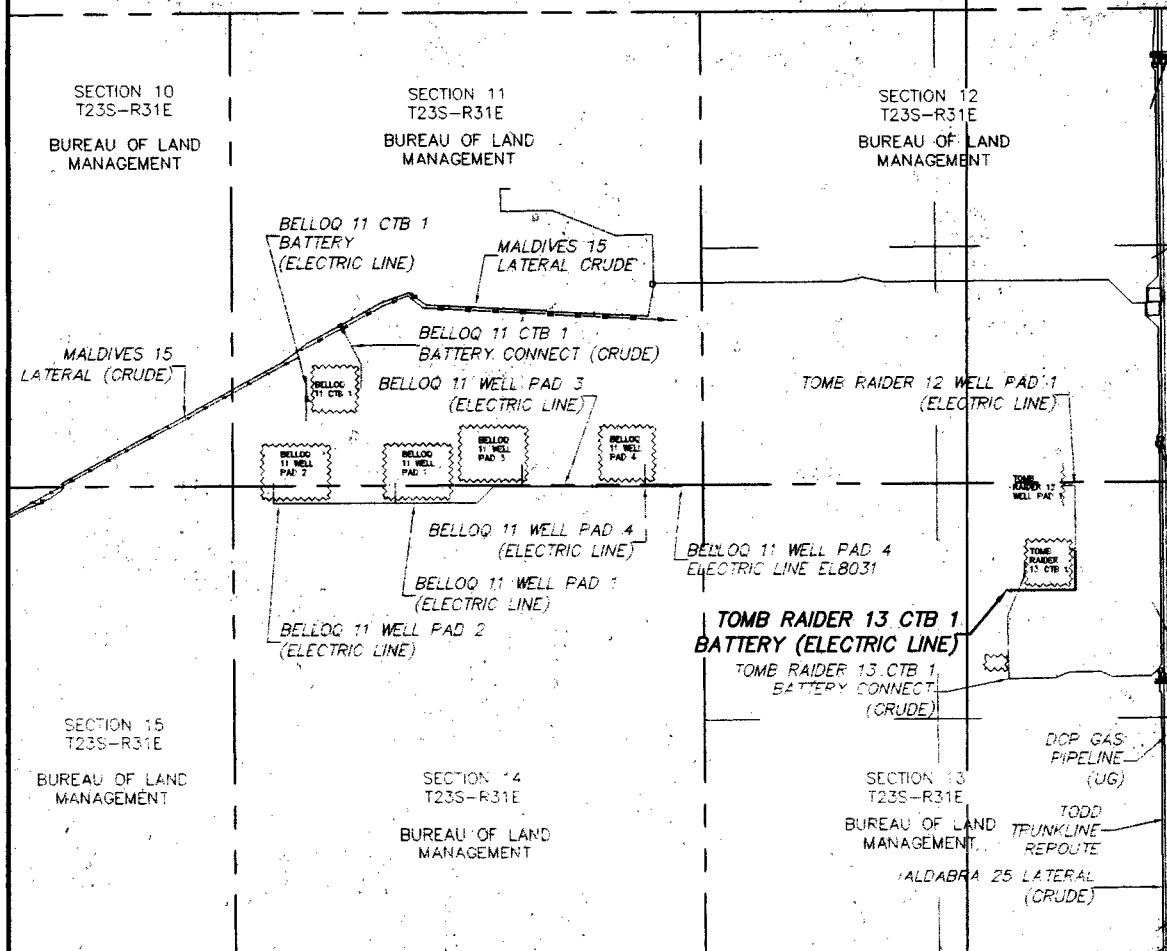 SECTION 10
T23S-R31E
BUREAU OF LAND
MANAGEMENT
SECTION 11
T23S-R31E
BUREAU OF LAND
MANAGEMENT
SECTION 12
T23S-R31E
BUREAU OF LAND
MANAGEMENT
BELLOQ 11 CTB 1
BATTERY
(ELECTRIC LINE)
MALDIVES 15
LATERAL CRUDE
MALDIVES 15
LATERAL (CRUDE)
BELLOQ 11 CTB 1
BATTERY CONNECT (CRUDE)
BELLOQ
11 CTB 1
BELLOQ 11 WELL PAD 3
(ELECTRIC LINE)
TOMB RAIDER 12 WELL PAD 1
(ELECTRIC LINE)
BELLOQ
11 WELL
PAD 2
BELLOQ
11 WELL
PAD 1
BELLOQ
11 WELL
PAD 3
BELLOQ
11 WELL
PAD 4
TOMB
RAIDER 12
WELL PAD 1
BELLOQ 11 WELL PAD 4
(ELECTRIC LINE)
BELLOQ 11 WELL PAD 4
ELECTRIC LINE EL8031
TOMB
RAIDER
13 CTB 1
BELLOQ 11 WELL PAD 1
(ELECTRIC LINE)
BELLOQ 11 WELL PAD 2
(ELECTRIC LINE)
TOMB RAIDER 13 CTB 1
BATTERY (ELECTRIC LINE)
TOMB RAIDER 13 CTB 1
BATTERY CONNECT
(CRUDE)
SECTION 15
T23S-R31E
BUREAU OF LAND
MANAGEMENT
SECTION 14
T23S-R31E
BUREAU OF LAND
MANAGEMENT
SECTION 13
T23S-R31E
BUREAU OF LAND
MANAGEMENT
DCP GAS
PIPELINE
(UG)
TODD
TRUNKLINE
REROUTE
ALDABRA 25 LATERAL
(CRUDE)